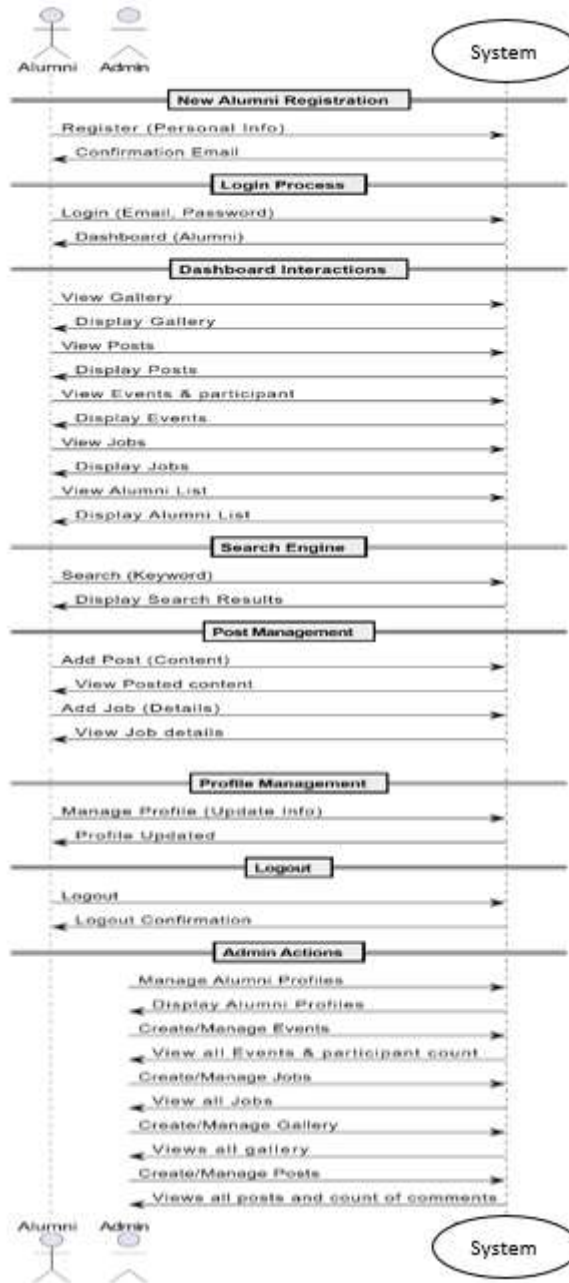 Alumni Admin System
New Alumni Registration
Register (Personal Info)
Confirmation Email
Login Process
Login (Email, Password)
Dashboard (Alumni)
Dashboard Interactions
View Gallery
Display Gallery
View Posts
Display Posts
View Events & participant
Display Events
View Jobs
Display Jobs
View Alumni List
Display Alumni List
Search Engine
Search (Keyword)
Display Search Results
Post Management
Add Post (Content)
View Posted content
Add Job (Details)
View Job details
Profile Management
Manage Profile (Update Info)
Profile Updated
Logout
Logout
Logout Confirmation
Admin Actions
Manage Alumni Profiles
Display Alumni Profiles
Create/Manage Events
View all Events & participant count
Create/Manage Jobs
View all Jobs
Create/Manage Gallery
Views all gallery
Create/Manage Posts
Views all posts and count of comments
Alumni Admin System